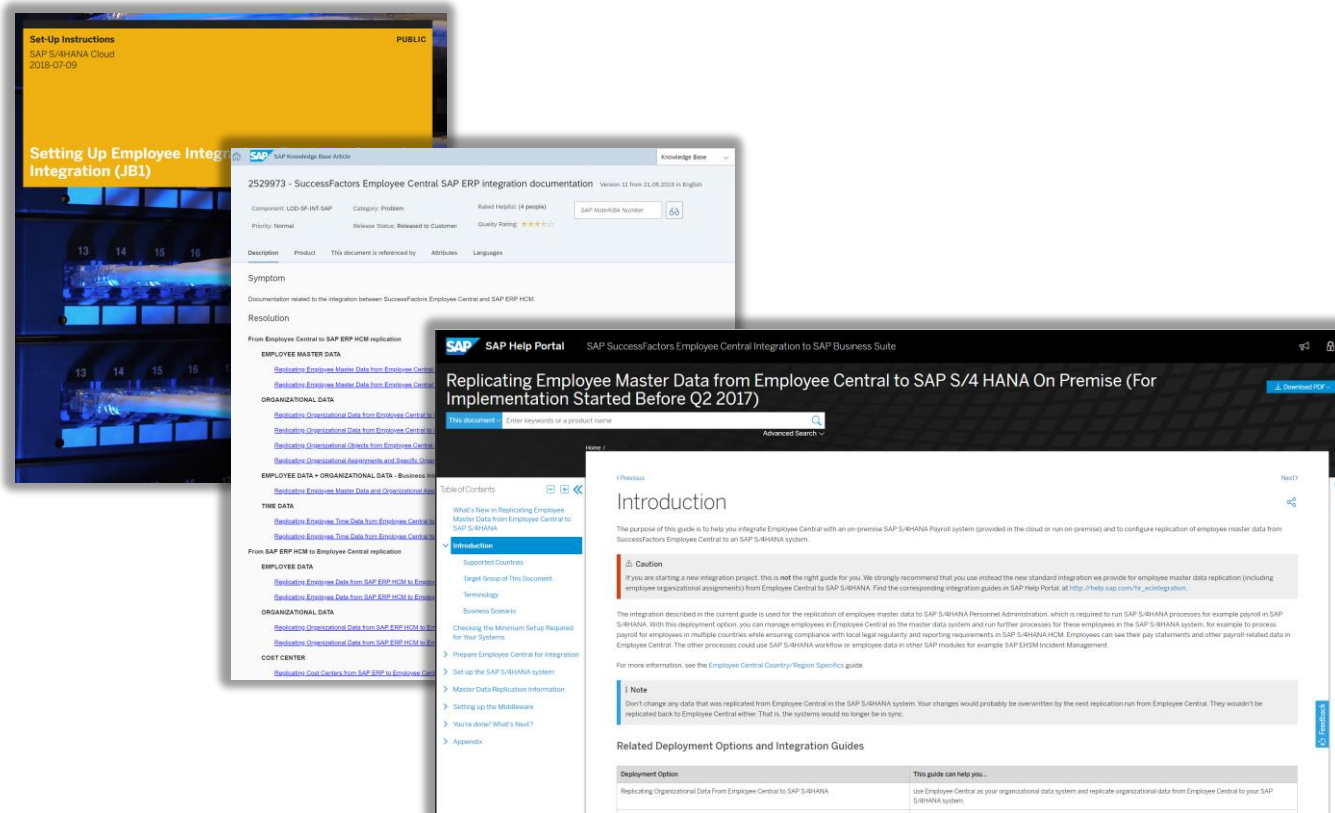 Set-Up Instructions
PUBLIC
SAP S/4HANA Cloud
2018-07-09
Setting Up Employee Integr
Integration (JB1)
13 14 15 16
13 14 15 16
SAP SAP Knowledge Base Article
Knowledge Base
2529973 - SuccessFactors Employee Central SAP ERP integration documentation Version 11 from 21.05.2019 in English
Component: LOD-SF-INT-SAP Category: Problem Rated Helpful: (4 people) SAP Note/KBA Number
Priority: Normal Release Status: Released to Customer Quality Rating:
Description Product This document is referenced by Attributes Languages
Symptom
Documentation related to the integration between SuccessFactors Employee Central and SAP ERP HCM.
Resolution
From Employee Central to SAP ERP HCM replication
EMPLOYEE MASTER DATA
Replicating Employee Master Data from Employee Central
Replicating Employee Master Data from Employee Central
ORGANIZATIONAL DATA
Replicating Organizational Data from Employee Central to
Replicating Organizational Data from Employee Central to
Replicating Organizational Objects from Employee Central
Replicating Organizational Assignments and Specific
EMPLOYEE DATA + ORGANIZATIONAL DATA - Business
Replicating Employee Master Data and Organizational
TIME DATA
Replicating Employee Time Data from Employee Central to
Replicating Employee Time Data from Employee Central to
From SAP ERP HCM to Employee Central replication
EMPLOYEE DATA
Replicating Employee Data from SAP ERP HCM to
Replicating Employee Data from SAP ERP HCM to
ORGANIZATIONAL DATA
Replicating Organizational Data from SAP ERP HCM to
Replicating Organizational Data from SAP ERP HCM to
COST CENTER
Replicating Cost Centers from SAP ERP to Employee
SAP SAP Help Portal SAP SuccessFactors Employee Central Integration to SAP Business Suite
Replicating Employee Master Data from Employee Central to SAP S/4 HANA On Premise (For
Implementation Started Before Q2 2017)
Download PDF
This document Enter keywords or a product name
Advanced Search
Home /
Table of Contents
What's New in Replicating Employee
Master Data from Employee Central to
SAP S/4HANA
Introduction
Supported Countries
Target Group of This Document
Terminology
Business Scenario
Checking the Minimum Setup Required
for Your Systems
Prepare Employee Central for Integration
Set up the SAP S/4HANA system
Master Data Replication Information
Setting up the Middleware
You're done! What's Next?
Appendix
<Previous
Next>
Introduction
The purpose of this guide is to help you integrate Employee Central with an on-premise SAP S/4HANA Payroll system (provided in the cloud or run on-premise) and to configure replication of employee master data from
SuccessFactors Employee Central to an SAP S/4HANA system.
Caution
If you are starting a new integration project, this is not the right guide for you. We strongly recommend that you use instead the new standard integration we provide for employee master data replication (including
employee organizational assignments) from Employee Central to SAP S/4HANA. Find the corresponding integration guides in SAP Help Portal, at http://help.sap.com/hr_ecintegration.
The integration described in the current guide is used for the replication of employee master data to SAP S/4HANA Personnel Administration, which is required to run SAP S/4HANA processes for example payroll in SAP
S/4HANA. With this deployment option, you can manage employees in Employee Central as the master data system and run further processes for these employees in the SAP S/4HANA system, for example to process
payroll for employees in multiple countries while ensuring compliance with local legal regularity and reporting requirements in SAP S/4HANA HCM. Employees can see their pay statements and other payroll-related data in
Employee Central. The other processes could use SAP S/4HANA workflow or employee data in other SAP modules for example SAP EHSM Incident Management
For more information, see the Employee Central Country/Region Specifics guide.
Note
Don't change any data that was replicated from Employee Central in the SAP S/4HANA system. Your changes would probably be overwritten by the next replication run from Employee Central. They wouldn't be
replicated back to Employee Central either. That is, the systems would no longer be in sync.
Related Deployment Options and Integration Guides
Deployment Option This guide can help you...
Replicating Organizational Data From Employee Central to SAP S/4HANA use Employee Central as your organizational data system and replicate organizational data from Employee Central to your SAP
S/4HANA system.
Feedback